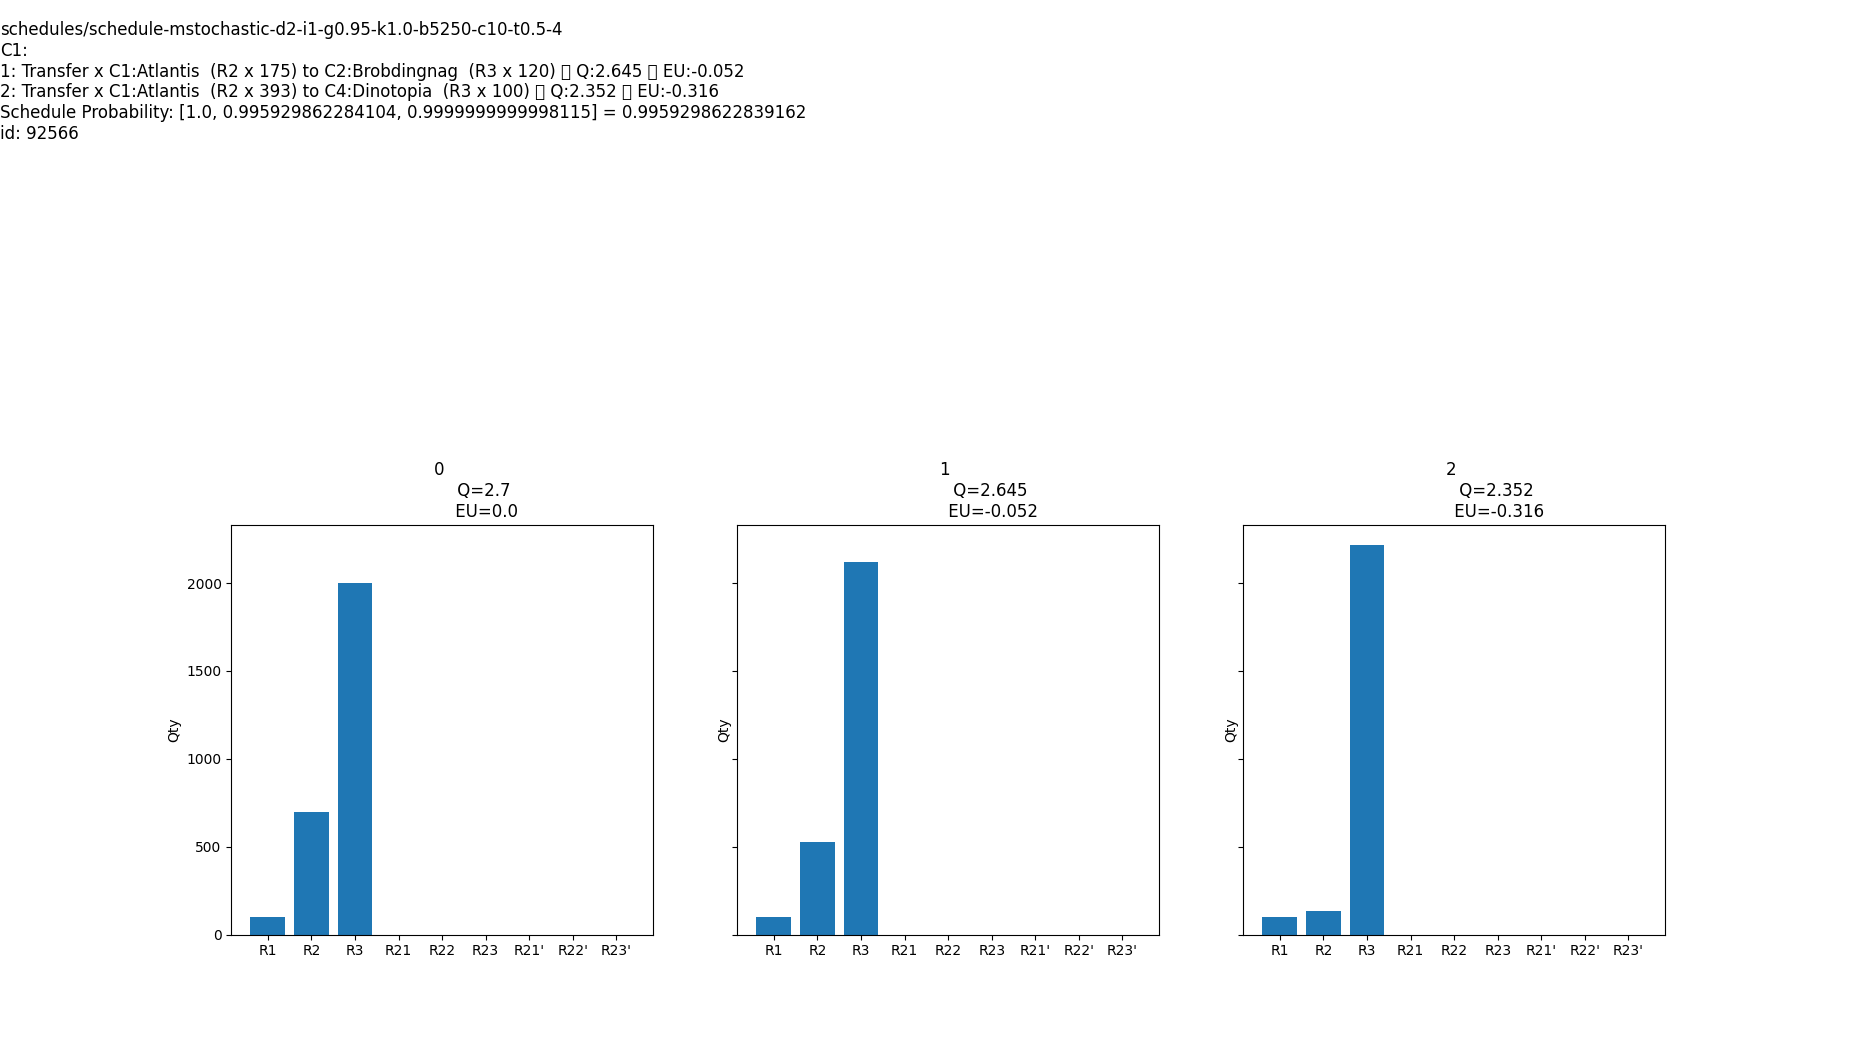 schedules/schedule-mstochastic-d2-i1-g0.95-k1.0-b5250-c10-t0.5-4
C1:
1: Transfer x C1:Atlantis  (R2 x 175) to C2:Brobdingnag  (R3 x 120) ▯ Q:2.645 ▯ EU:-0.052
2: Transfer x C1:Atlantis  (R2 x 393) to C4:Dinotopia  (R3 x 100) ▯ Q:2.352 ▯ EU:-0.316
Schedule Probability: [1.0, 0.995929862284104, 0.9999999999998115] = 0.9959298622839162
id: 92566
0
Q=2.7
EU=0.0
Qty
2000
1500
1000
500
0
R1 R2 R3 R21 R22 R23 R21' R22' R23'
1
Q=2.645
EU=-0.052
Qty
R1 R2 R3 R21 R22 R23 R21' R22' R23'
2
Q=2.352
EU=-0.316
Qty
R1 R2 R3 R21 R22 R23 R21' R22' R23'